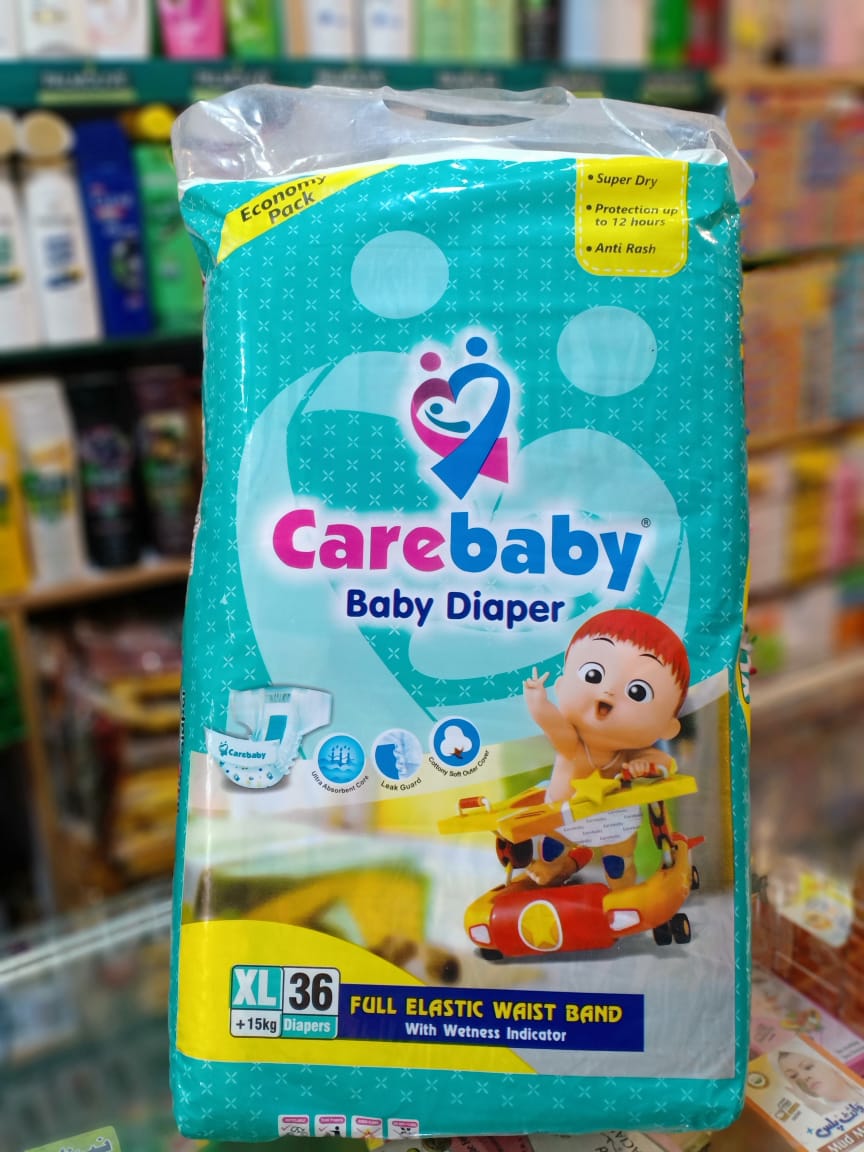 Economy
Pack
• Super Dry
• Protection up
to 12 hours
• Anti Rash
Carebaby®
Baby Diaper
Carebaby
Ultra Absorbent Core
Leak Guard
Cottony Soft Outer Cover
XL
36
+15kg
Diapers
FULL ELASTIC WAIST BAND
With Wetness Indicator